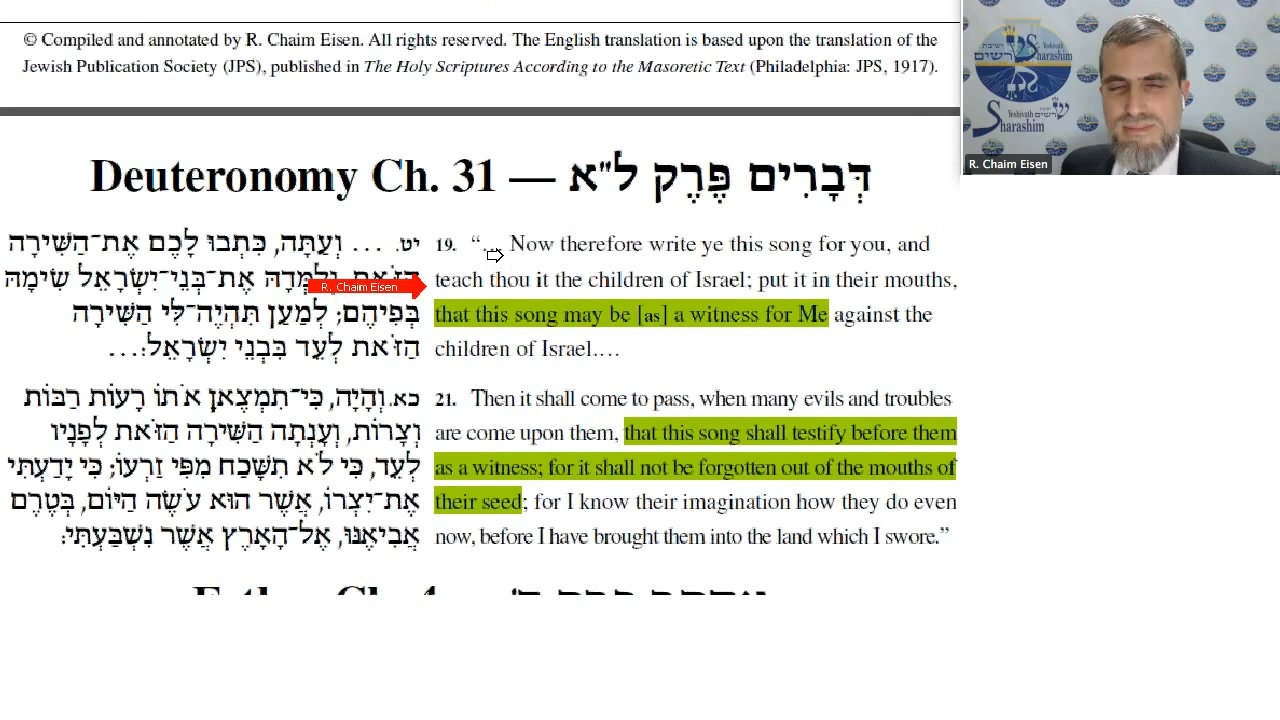 © Compiled and annotated by R. Chaim Eisen. All rights reserved. The English translation is based upon the translation of the
Jewish Publication Society (JPS), published in The Holy Scriptures According to the Masoretic Text (Philadelphia: JPS, 1917).
Deuteronomy Ch. 31 — דְּבָרִים פֶּרֶק ל״א
19. “… Now therefore write ye this song for you, and
teach thou it the children of Israel; put it in their mouths,
that this song may be [as] a witness for Me against the
children of Israel.…
21. Then it shall come to pass, when many evils and troubles
are come upon them, that this song shall testify before them
as a witness; for it shall not be forgotten out of the mouths of
their seed; for I know their imagination how they do even
now, before I have brought them into the land which I swore.”
יט. … וְעַתָּה, כִּתְבוּ לָכֶם אֶת־הַשִּׁירָה
אֶת־בְּנֵי־יִשְׂרָאֵל שִׂימָהּ
בְּפִיהֶם; לְמַעַן תִּהְיֶה־לִּי הַשִּׁירָה
הַזֹּאת לְעֵד בִּבְנֵי יִשְׂרָאֵל:…
כא. וְהָיָה, כִּי־תִמְצֶאןָ אֹתוֹ רָעוֹת רַבּוֹת
וְצָרוֹת, וְעָנְתָה הַשִּׁירָה הַזֹּאת לְפָנָיו
לְעֵד, כִּי לֹא תִשָּׁכַח מִפִּי זַרְעוֹ; כִּי יָדַעְתִּי
אֶת־יִצְרוֹ, אֲשֶׁר הוּא עֹשֶׂה הַיּוֹם, בְּטֶרֶם
אֲבִיאֶנּוּ, אֶל־הָאָרֶץ אֲשֶׁר נִשְׁבַּעְתִּי:
R. Chaim Eisen
Yeshivath
Sharashim
Yeshivath שרשים
Sharashim
R. Chaim Eisen